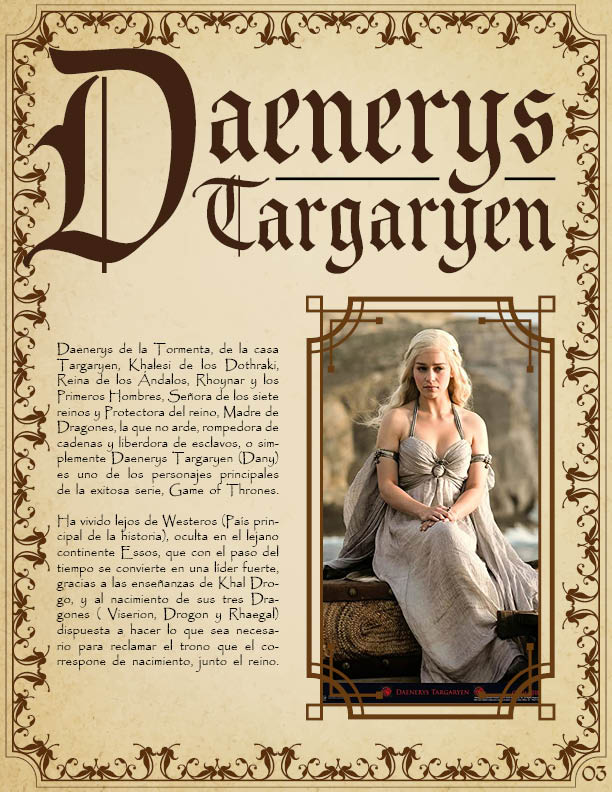 Daenerys
Targaryen
Daenerys de la Tormenta, de la casa
Targaryen, Khalesi de los Dothraki,
Reina de los Ándalos, Rhoynar y los
Primeros Hombres, Señora de los siete
reinos y Protectora del reino, Madre de
Dragones, la que no arde, rompedora de
cadenas y liberdora de esclavos, o sim-
plemente Daenerys Targaryen (Dany)
es uno de los personajes principales
de la exitosa serie, Game of Thrones.
Ha vivido lejos de Westeros (País prin-
cipal de la historia), oculta en el lejano
continente Essos, que con el paso del
tiempo se convierte en una líder fuerte,
gracias a las enseñanzas de Khal Dro-
go, y al nacimiento de sus tres Dra-
gones ( Viserion, Drogon y Rhaegal)
dispuesta a hacer lo que sea necesa-
rio para reclamar el trono que el co-
rrespone de nacimiento, junto el reino.
Daenerys Targaryen
03